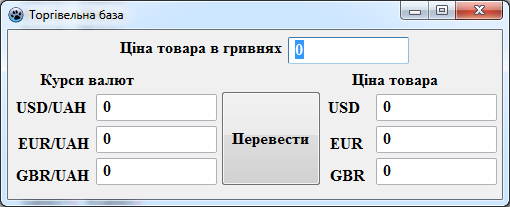 Торгівельна база
Ціна товара в гривнях 0
Курси валют Ціна товара
USD/UAH 0 USD 0
EUR/UAH 0 Перевести EUR 0
GBR/UAH 0 GBR 0